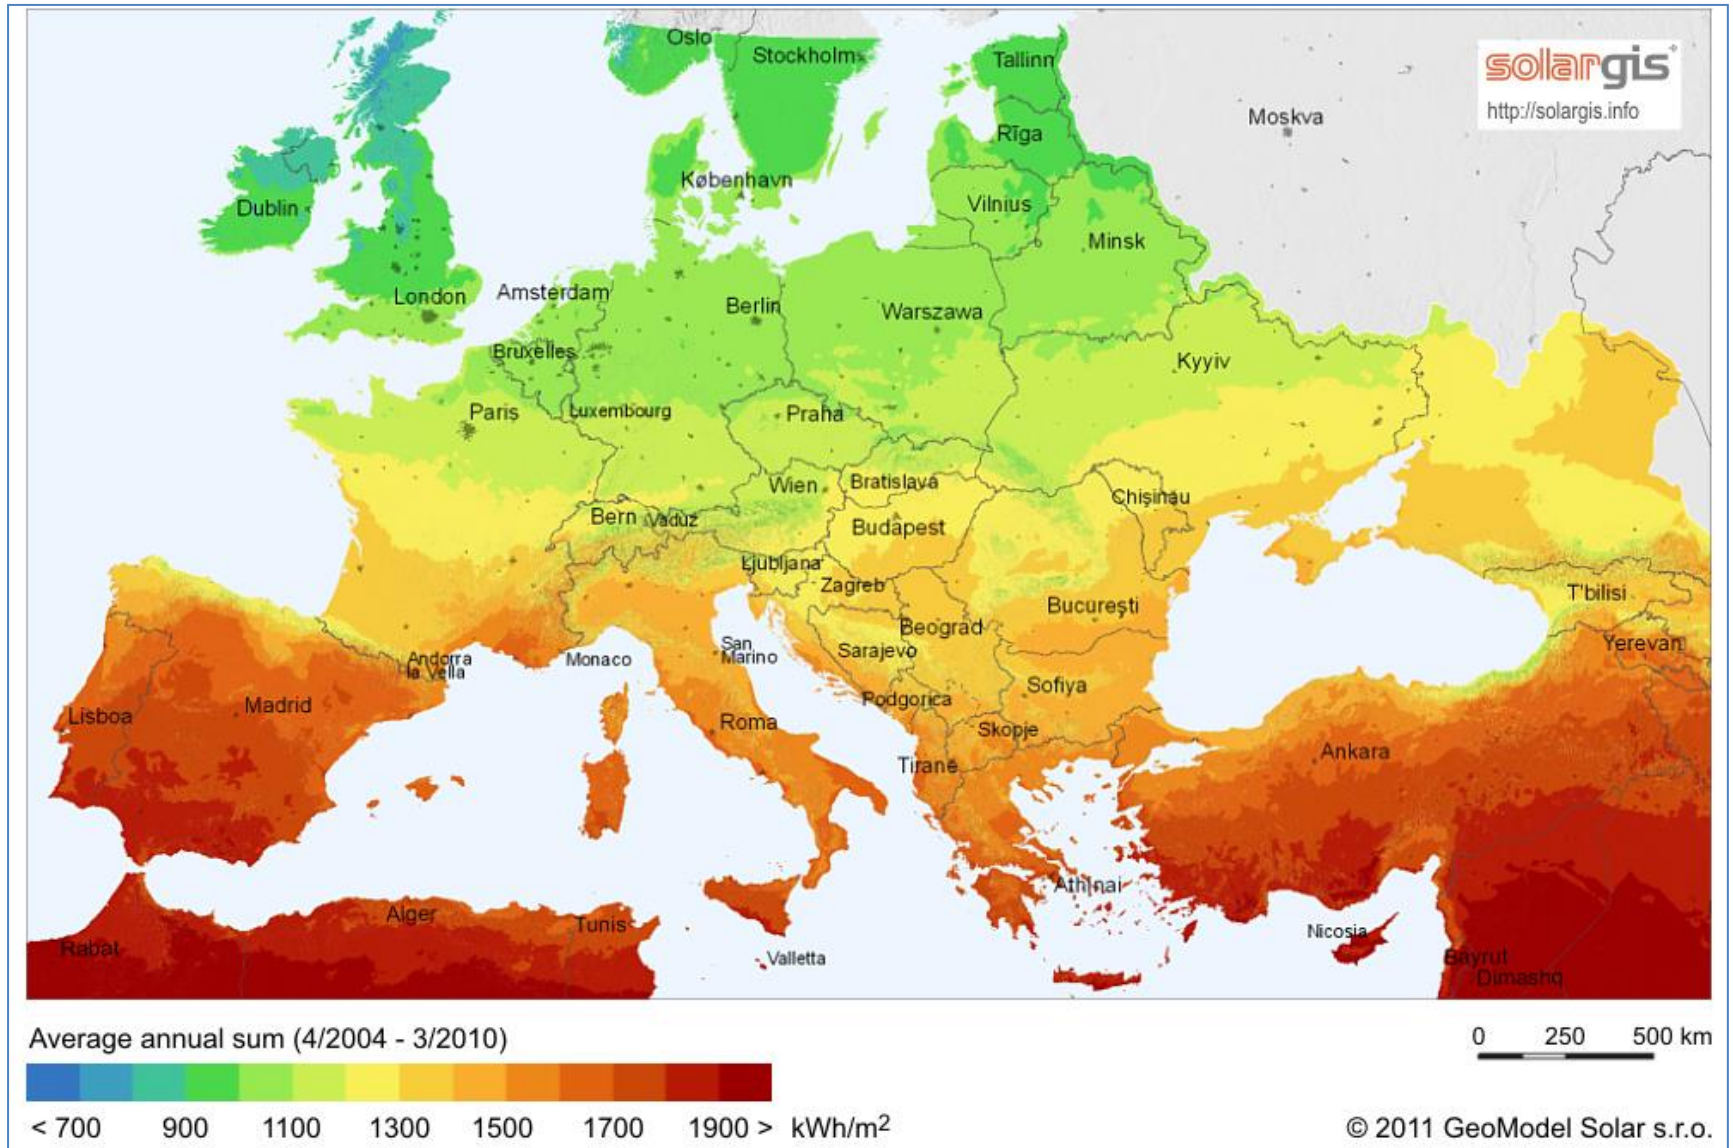 Oslo
Stockholm
Tallinn
solargis
http://solargis.info
Moskva
Rīga
København
Dublin
Vilnius
Minsk
London
Amsterdam
Berlin
Warszawa
Bruxelles
Kyyiv
Paris
Luxembourg
Praha
Wien
Bratislava
Chișinău
Bern
Vaduz
Budapest
Ljubljana
Zagreb
T'bilisi
București
Beograd
San
Marino
Sarajevo
Yerevan
Andorra
la Vella
Monaco
Podgorica
Sofiya
Madrid
Lisboa
Roma
Skopje
Ankara
Tiranë
Athínai
Alger
Tunis
Nicosia
Rabat
Valletta
Bayrut
Dimashq
Average annual sum (4/2004 - 3/2010)
0 250 500 km
< 700 900 1100 1300 1500 1700 1900 > kWh/m²
© 2011 GeoModel Solar s.r.o.